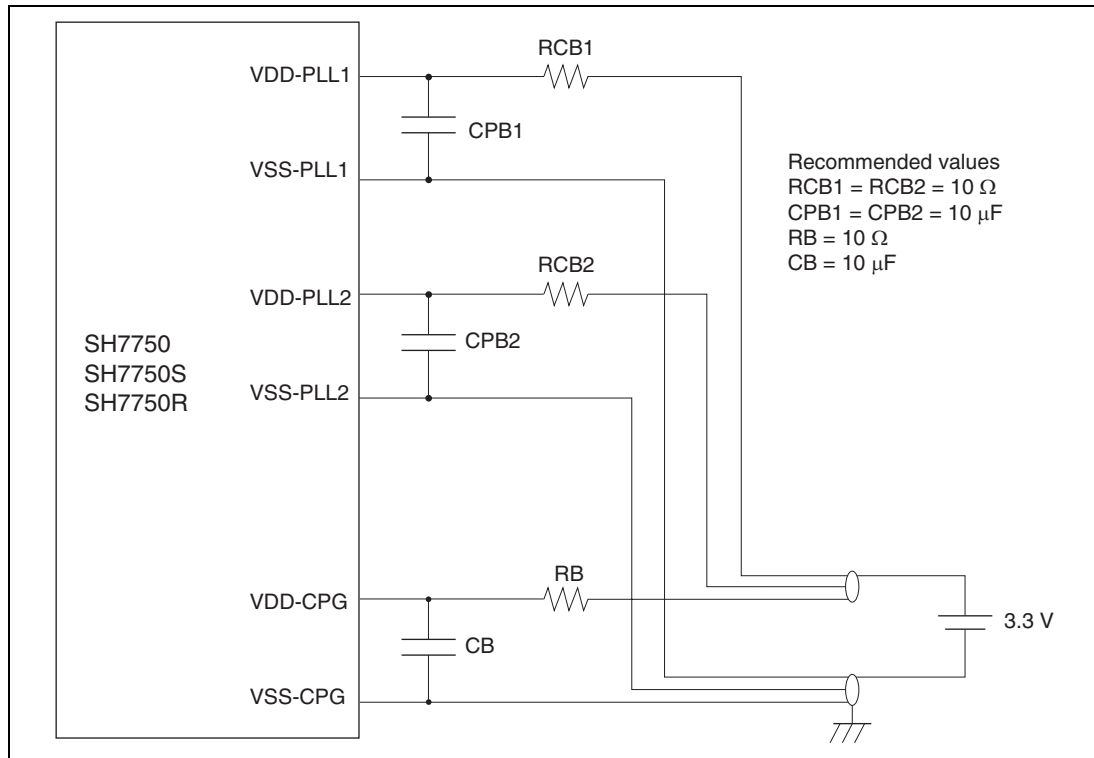 RCB1
VDD-PLL1
CPB1
VSS-PLL1
Recommended values
RCB1 = RCB2 = 10 Ω
CPB1 = CPB2 = 10 μF
RB = 10 Ω
CB = 10 μF
RCB2
VDD-PLL2
CPB2
VSS-PLL2
SH7750
SH7750S
SH7750R
RB
VDD-CPG
CB
VSS-CPG
3.3 V